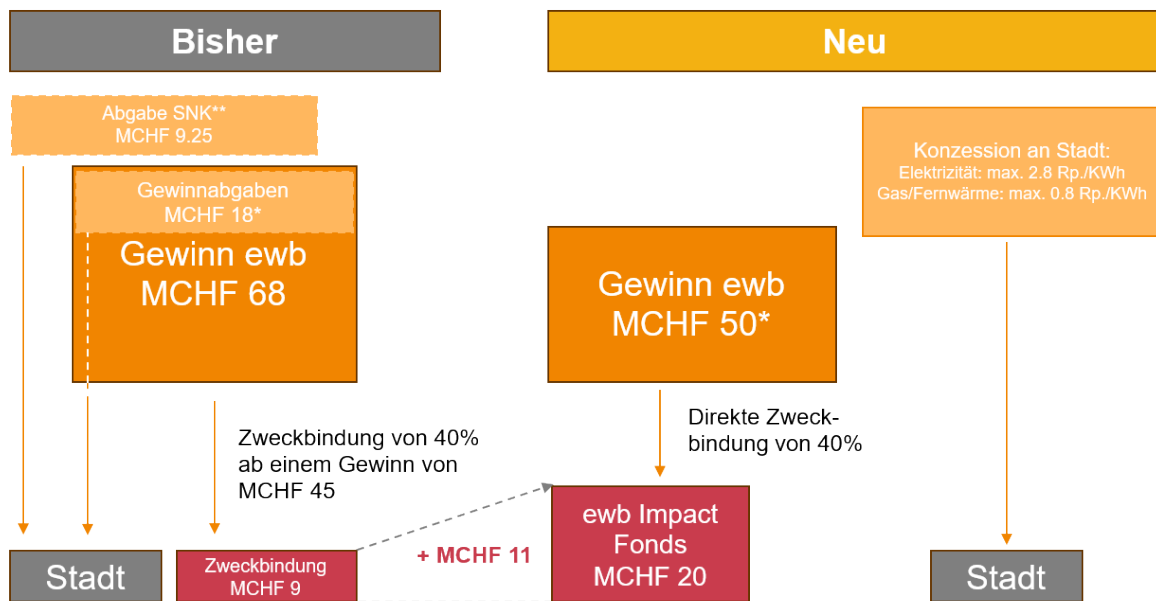 Bisher
Abgabe SNK**
MCHF 9.25
Gewinnabgaben
MCHF 18*
Gewinn ewb
MCHF 68
Zweckbindung von 40%
ab einem Gewinn von
MCHF 45
Stadt
Zweckbindung
MCHF 9
+ MCHF 11
Neu
Gewinn ewb
MCHF 50*
Direkte Zweck-
bindung von 40%
ewb Impact
Fonds
MCHF 20
Konzession an Stadt:
Elektrizität: max. 2.8 Rp./KWh
Gas/Fernwärme: max. 0.8 Rp./KWh
Stadt